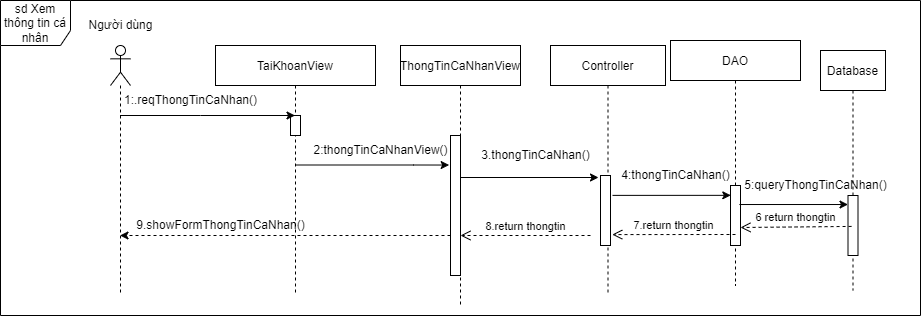 sd Xem
thông tin cá
nhân
Người dùng
TaiKhoanView
ThongTinCaNhanView
Controller
DAO
Database
1:.reqThongTinCaNhan()
2:thongTinCaNhanView()
3.thongTinCaNhan()
4:thongTinCaNhan()
5:queryThongTinCaNhan()
6 return thongtin
7.return thongtin
8.return thongtin
9.showFormThongTinCaNhan()